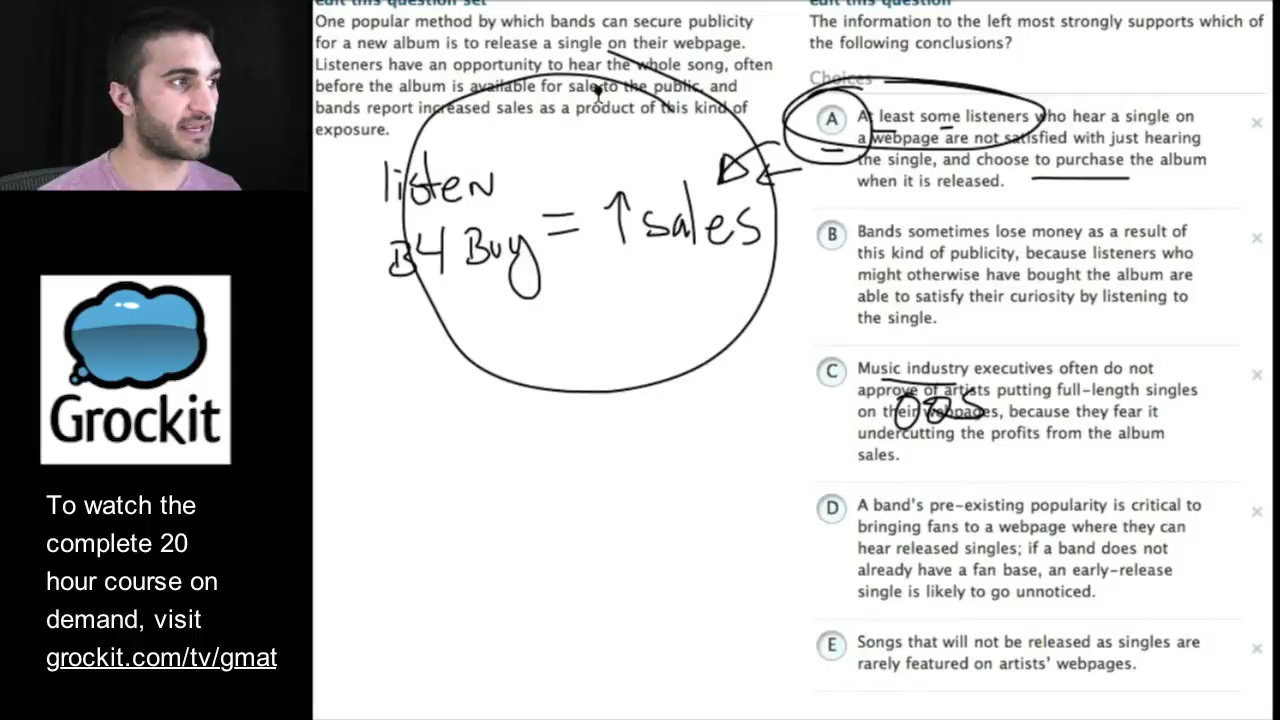 edit this question set
One popular method by which bands can secure publicity
for a new album is to release a single on their webpage.
Listeners have an opportunity to hear the whole song, often
before the album is available for sale to the public, and
bands report increased sales as a product of this kind of
exposure.
listen
B4 Buy = ↑ sales
edit this question
The information to the left most strongly supports which of
the following conclusions?
Choices
A At least some listeners who hear a single on
a webpage are not satisfied with just hearing
the single, and choose to purchase the album
when it is released.
B Bands sometimes lose money as a result of
this kind of publicity, because listeners who
might otherwise have bought the album are
able to satisfy their curiosity by listening to
the single.
C Music industry executives often do not
approve of artists putting full-length singles
on their webpages, because they fear it
undercutting the profits from the album
sales.
OOS
D A band's pre-existing popularity is critical to
bringing fans to a webpage where they can
hear released singles; if a band does not
already have a fan base, an early-release
single is likely to go unnoticed.
E Songs that will not be released as singles are
rarely featured on artists' webpages.
Grockit
To watch the
complete 20
hour course on
demand, visit
grockit.com/tv/gmat